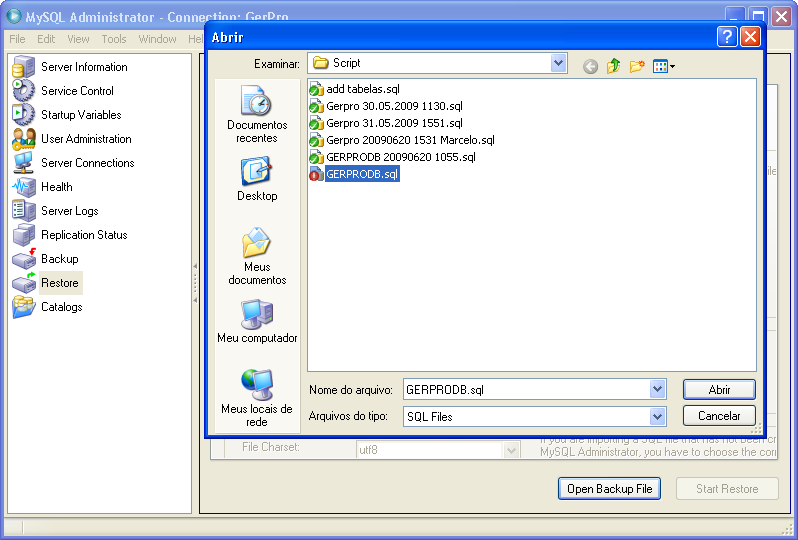 MySQL Administrator - Connection: GerPro
File Edit View Tools Window Hel
Server Information
Service Control
Startup Variables
User Administration
Server Connections
Health
Server Logs
Replication Status
Backup
Restore
Catalogs
Abrir
Examinar:
Script
Documentos
recentes
Desktop
Meus
documentos
Meu computador
Meus locais de
rede
add tabelas.sql
Gerpro 30.05.2009 1130.sql
Gerpro 31.05.2009 1551.sql
Gerpro 20090620 1531 Marcelo.sql
GERPRODB 20090620 1055.sql
GERPRODB.sql
Nome do arquivo:
GERPRODB.sql
Abrir
Arquivos do tipo:
SQL Files
Cancelar
file
File Charset:
utf8
If you are importing a SQL file that has not been cr
MySQL Administrator, you have to choose the corr
Open Backup File
Start Restore